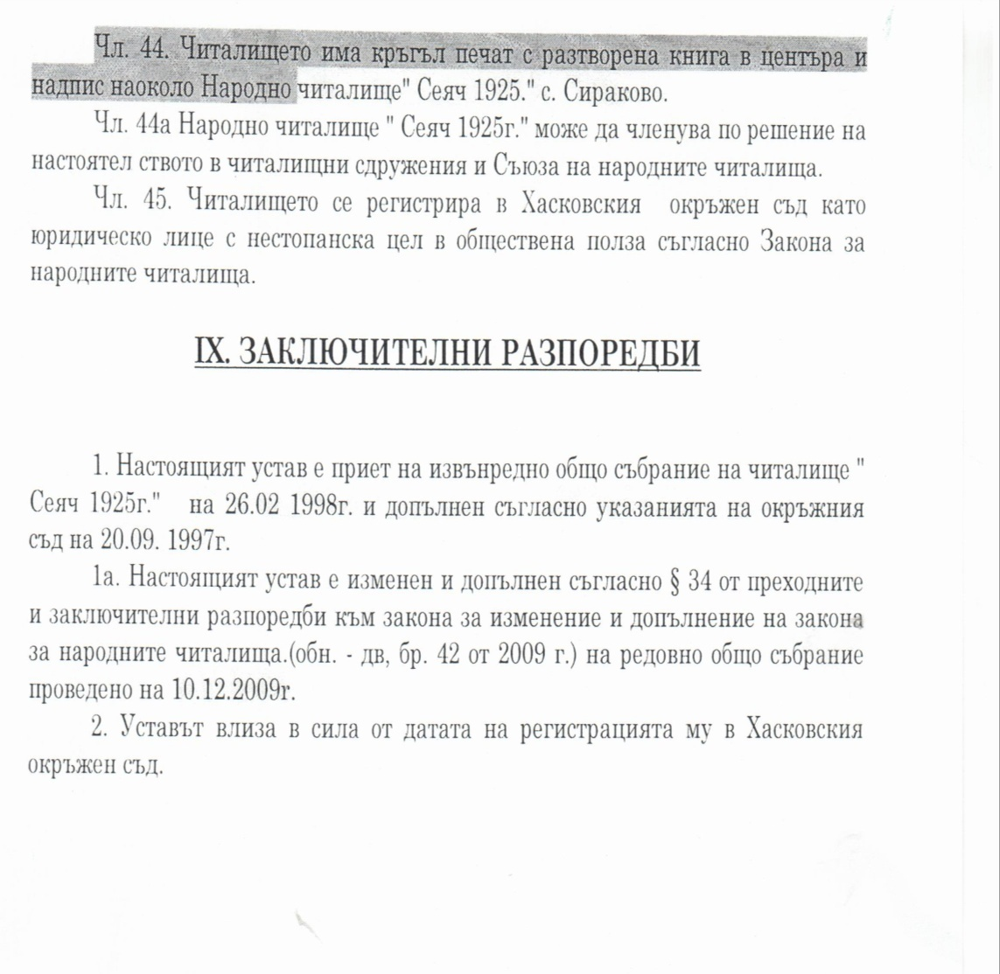 Чл. 44. Читалището има кръгъл печат с разтворена книга в центъра и
надпис наоколо Народно читалище" Сеяч 1925." с. Сираково.
Чл. 44а Народно читалище " Сеяч 1925г." може да членува по решение на
настоятел ството в читалищни сдружения и Съюза на народните читалища.
Чл. 45. Читалището се регистрира в Хасковския окръжен съд като
юридическо лице с нестопанска цел в обществена полза съгласно Закона за
народните читалища.
IX. ЗАКЛЮЧИТЕЛНИ РАЗПОРЕДБИ
1. Настоящият устав е приет на извънредно общо събрание на читалище "
Сеяч 1925г." на 26.02 1998г. и допълнен съгласно указанията на окръжния
съд на 20.09. 1997г.
1а. Настоящият устав е изменен и допълнен съгласно § 34 от преходните
и заключителни разпоредби към закона за изменение и допълнение на закона
за народните читалища.(обн. - дв, бр. 42 от 2009 г.) на редовно общо събрание
проведено на 10.12.2009г.
2. Уставът влиза в сила от датата на регистрацията му в Хасковския
окръжен съд.